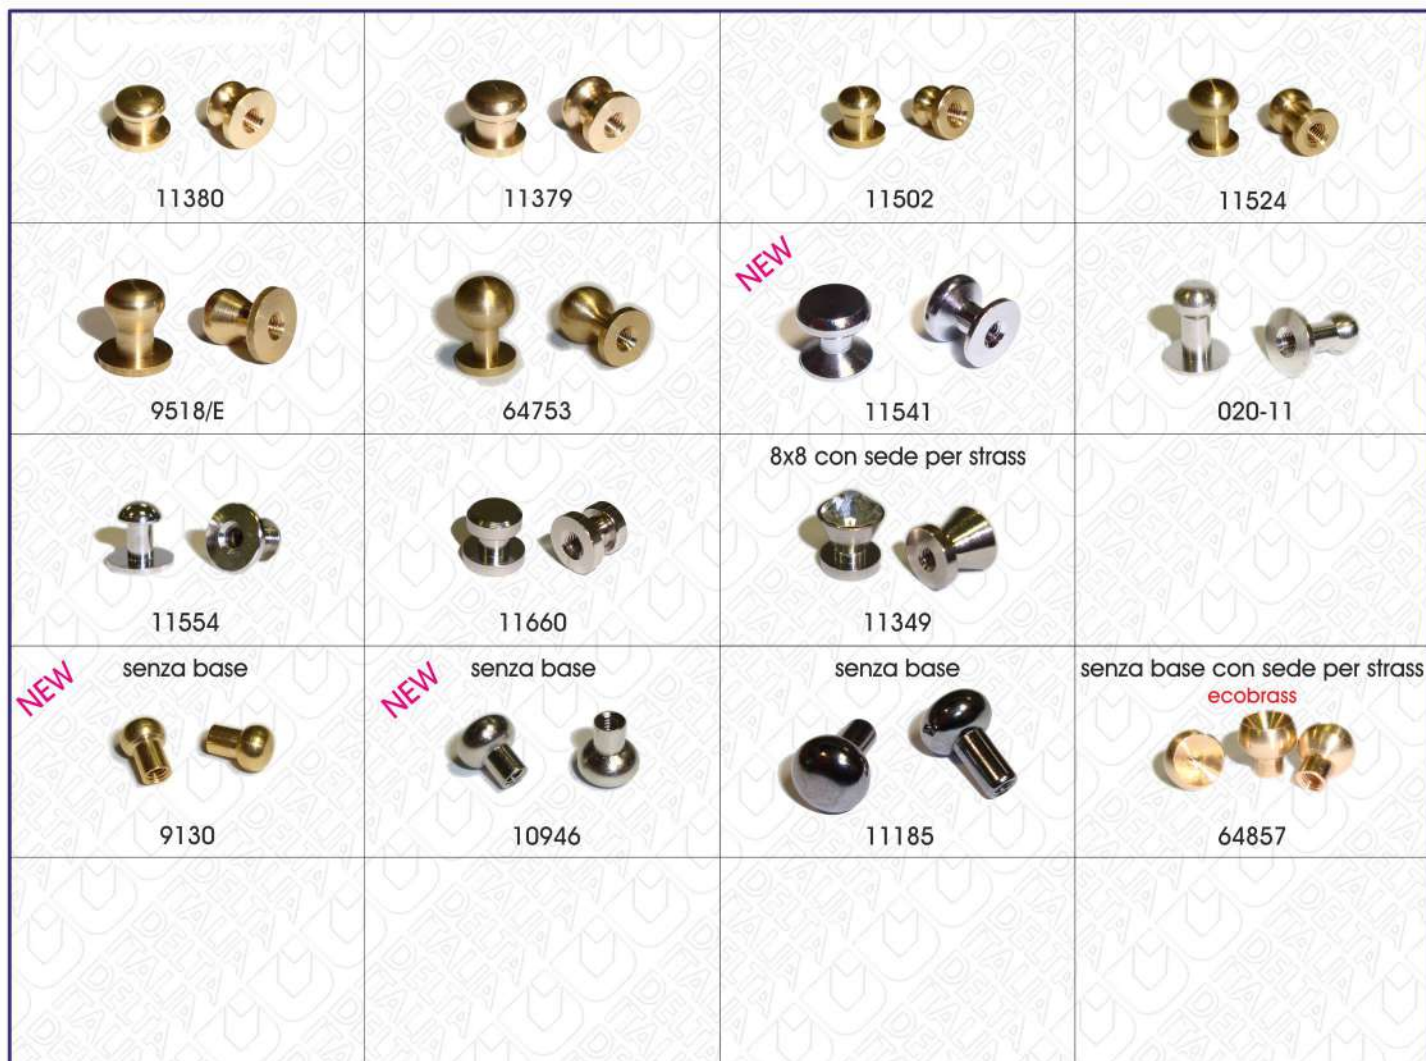 11380
11379
11502
11524
9518/E
64753
NEW
11541
020-11
11554
11660
8x8 con sede per strass
11349
NEW
senza base
9130
NEW
senza base
10946
senza base
11185
senza base con sede per strass
ecobrass
64857
DELTA